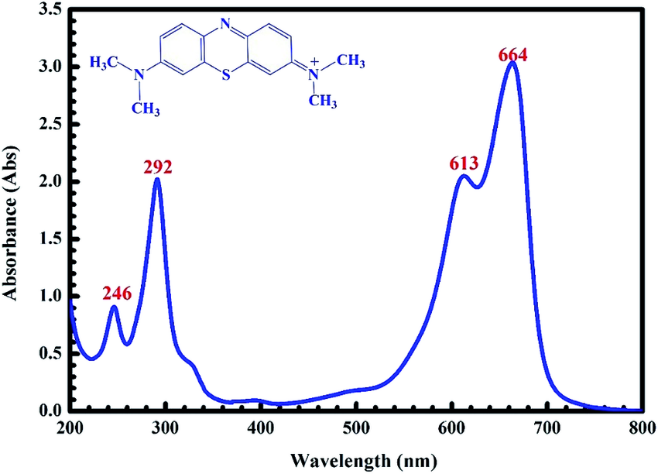 3.5
3.0
2.5
2.0
1.5
1.0
0.5
0.0
200 300 400 500 600 700 800
Absorbance (Abs)
Wavelength (nm)
246
292
613
664
N
H₃C
N
CH₃
S
N
+
CH₃
CH₃